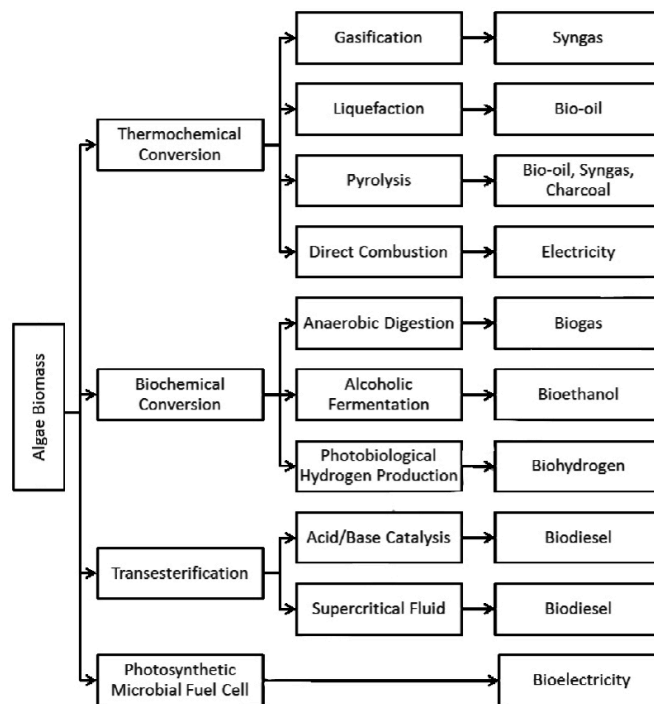 Gasification
Syngas
Liquefaction
Bio-oil
Thermochemical
Conversion
Pyrolysis
Bio-oil, Syngas,
Charcoal
Direct Combustion
Electricity
Algae Biomass
Anaerobic Digestion
Biogas
Biochemical
Conversion
Alcoholic
Fermentation
Bioethanol
Photobiological
Hydrogen Production
Biohydrogen
Transesterification
Acid/Base Catalysis
Biodiesel
Supercritical Fluid
Biodiesel
Photosynthetic
Microbial Fuel Cell
Bioelectricity